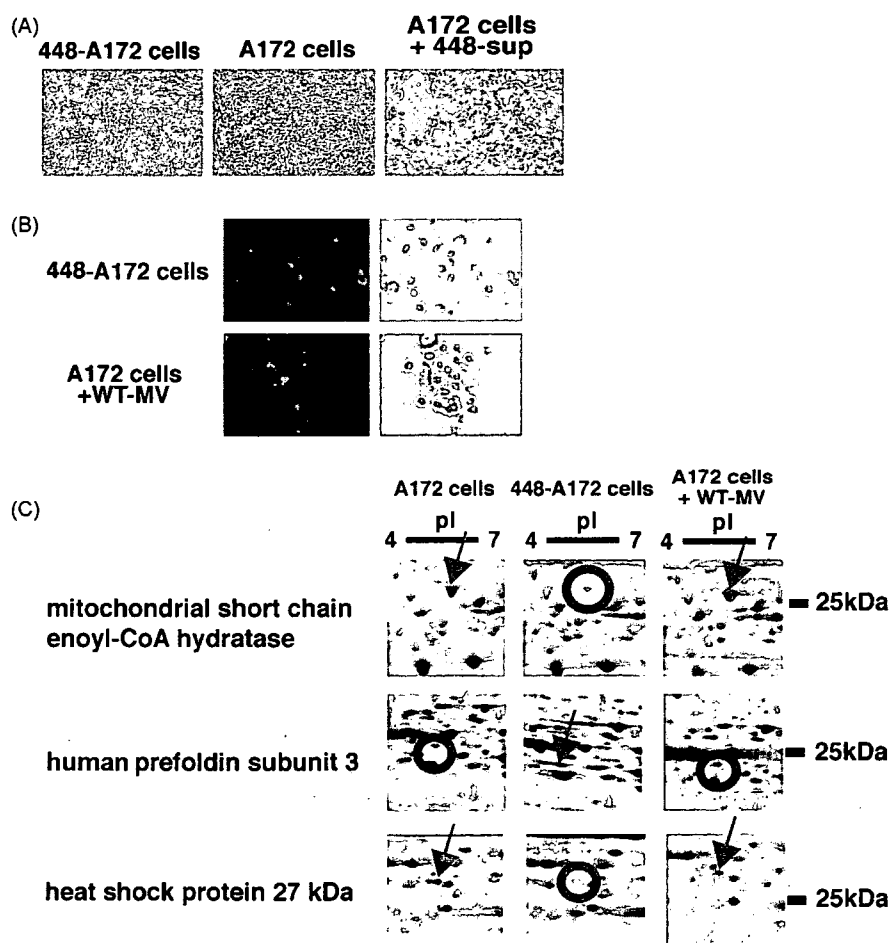 (A)
448-A172 cells
A172 cells
A172 cells
+ 448-sup
(B)
448-A172 cells
A172 cells
+WT-MV
(C)
A172 cells
448-A172 cells
A172 cells
+ WT-MV
4 pI 7
4 pI 7
4 pI 7
mitochondrial short chain
enoyl-CoA hydratase
25kDa
human prefoldin subunit 3
25kDa
heat shock protein 27 kDa
25kDa